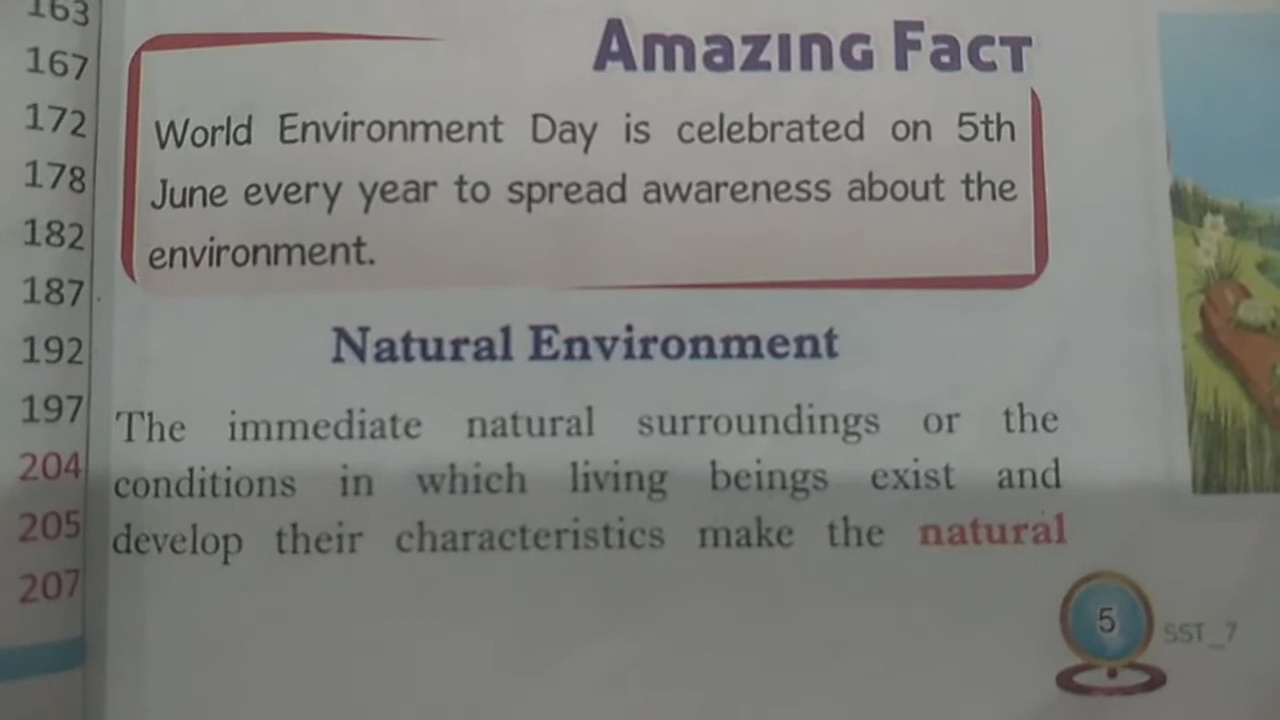 163
167
172
178
182
187
192
197
204
205
207
Amazing Fact
World Environment Day is celebrated on 5th
June every year to spread awareness about the
environment.
Natural Environment
The immediate natural surroundings or the
conditions in which living beings exist and
develop their characteristics make the natural
5
SST_7